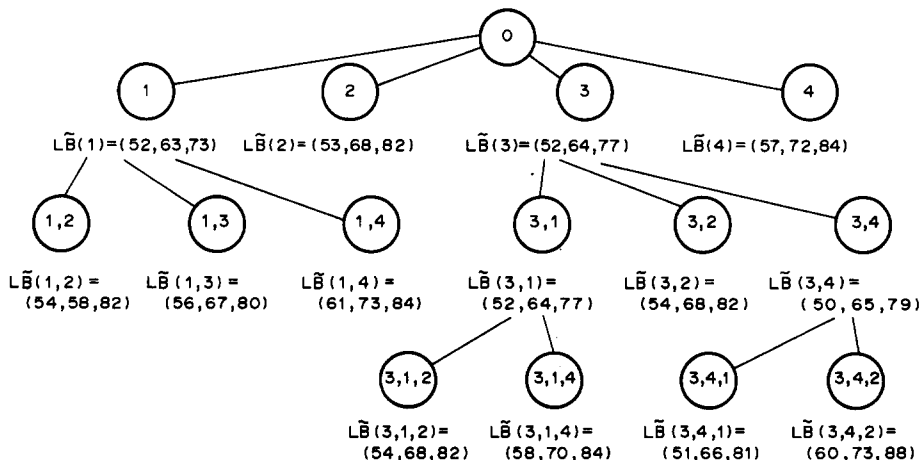 0
1 2 3 4
LB̃(1)=(52,63,73) LB̃(2)=(53,68,82) LB̃(3)=(52,64,77) LB̃(4)=(57,72,84)
1,2 1,3 1,4 3,1 3,2 3,4
LB̃(1,2)= LB̃(1,3)= LB̃(1,4)= LB̃(3,1)= LB̃(3,2)= LB̃(3,4)=
(54,58,82) (56,67,80) (61,73,84) (52,64,77) (54,68,82) (50,65,79)
3,1,2 3,1,4 3,4,1 3,4,2
LB̃(3,1,2)= LB̃(3,1,4)= LB̃(3,4,1)= LB̃(3,4,2)=
(54,68,82) (58,70,84) (51,66,81) (60,73,88)